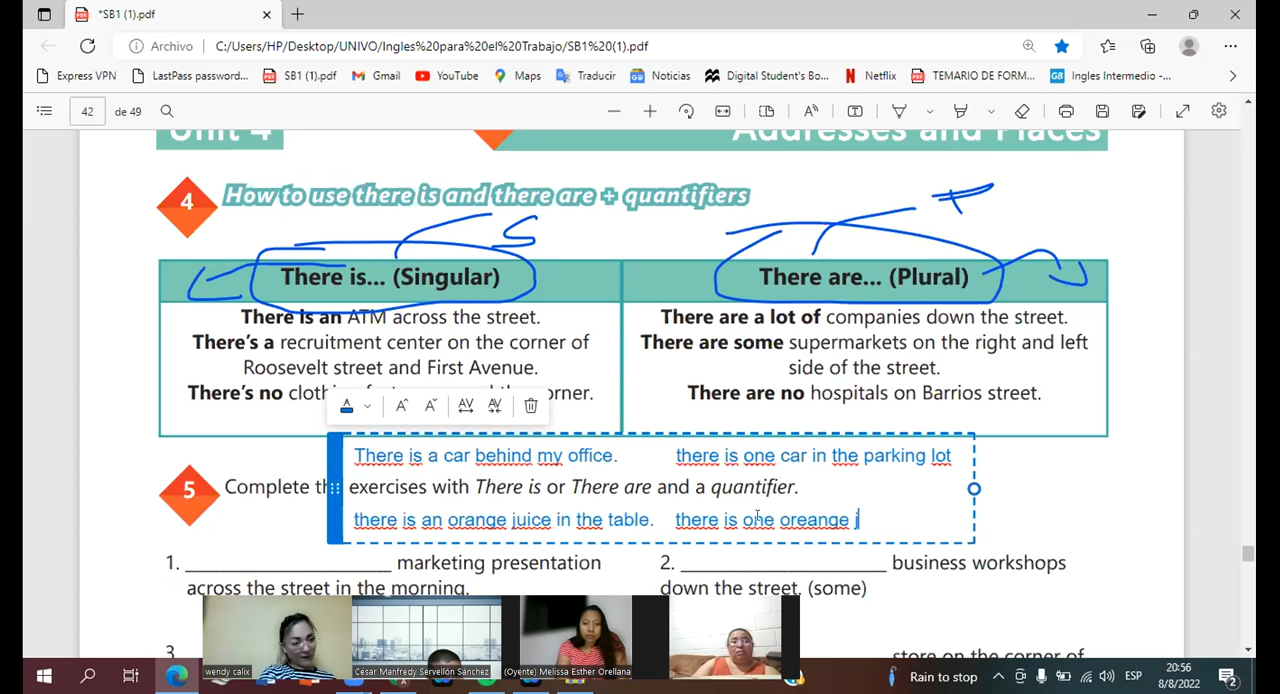 *SB1 (1).pdf
Archivo C:/Users/HP/Desktop/UNIVO/Ingles%20para%20el%20Trabajo/SB1%20(1).pdf
Express VPN LastPass password... SB1 (1).pdf Gmail YouTube Maps Traducir Noticias Digital Student's Bo... Netflix TEMARIO DE FORM... Ingles Intermedio -...
42 de 49
Unit 4 Addresses and Places
4 How to use there is and there are + quantifiers
S
There is... (Singular) There are... (Plural)
There is an ATM across the street. There are a lot of companies down the street.
There's a recruitment center on the corner of There are some supermarkets on the right and left
Roosevelt street and First Avenue. side of the street.
There's no There are no hospitals on Barrios street.
There is a car behind my office. there is one car in the parking lot
5 Complete exercises with There is or There are and a quantifier.
there is an orange juice in the table. there is one oreange j
1. ____________________ marketing presentation 2. ____________________ business workshops
across the street in the morning. down the street. (some)
3. store on the corner of
wendy calix César Manfredy Servellón Sánchez (Oyente) Melissa Esther Orellana
Rain to stop ESP 20:56
8/8/2022
2